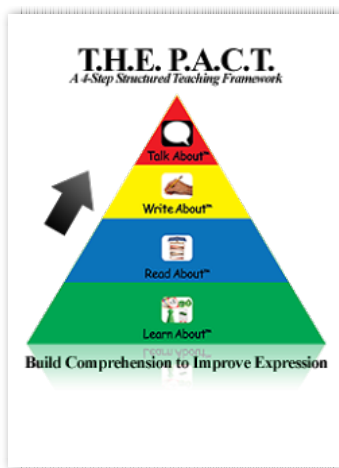 T.H.E. P.A.C.T.
A 4-Step Structured Teaching Framework
Talk About™
Write About™
Read About™
Learn About™
Build Comprehension to Improve Expression